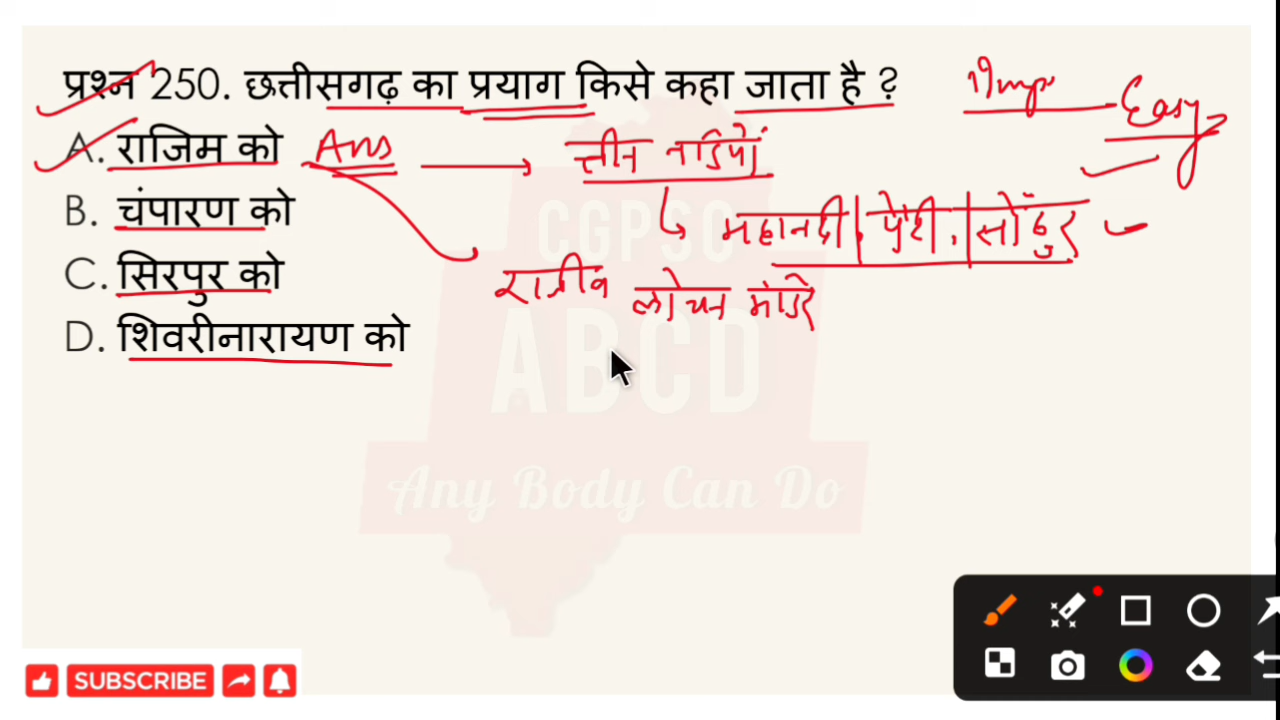 प्रश्न 250. छत्तीसगढ़ का प्रयाग किसे कहा जाता है ?
Easy
A. राजिम को Ans तीन नदियों
B. चंपारण को महानदी, पैरी, सोंढुर
C. सिरपुर को राजीव लोचन मंदिर
D. शिवरीनारायण को
CGPSC
ABCD
Any Body Can Do
SUBSCRIBE